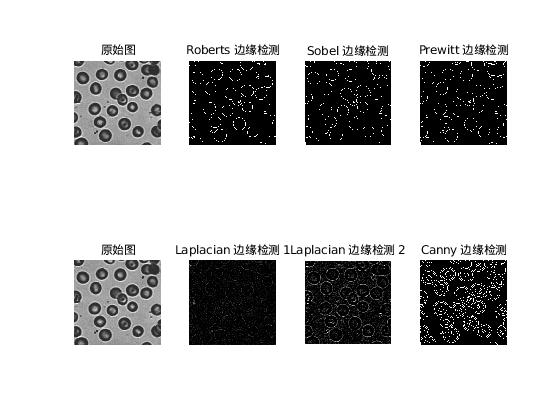 原始图
Roberts 边缘检测
Sobel 边缘检测
Prewitt 边缘检测
原始图
Laplacian 边缘检测 1
Laplacian 边缘检测 2
Canny 边缘检测